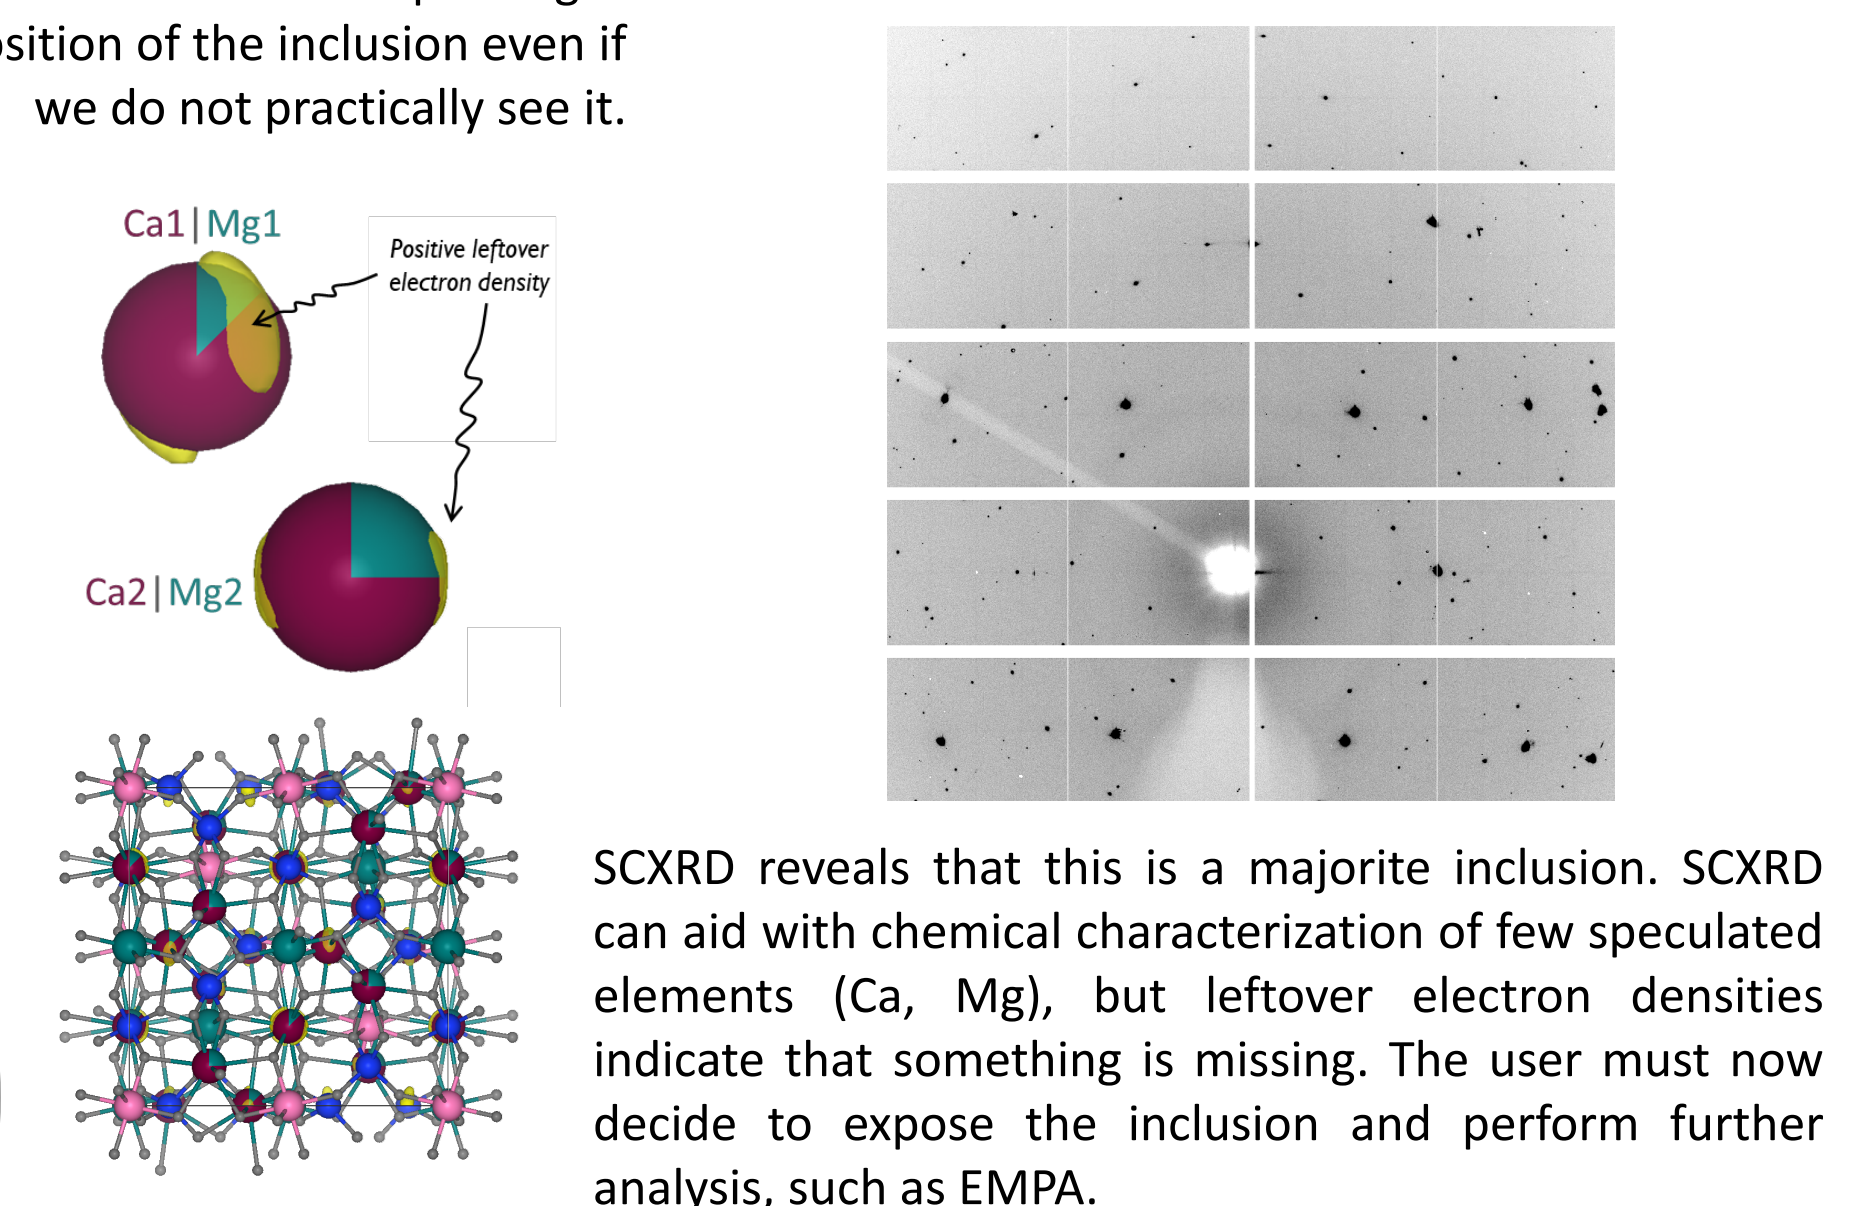 of the inclusion even if
we do not practically see it.
Ca1|Mg1
Positive leftover
electron density
Ca2|Mg2
SCXRD reveals that this is a majorite inclusion. SCXRD
can aid with chemical characterization of few speculated
elements (Ca, Mg), but leftover electron densities
indicate that something is missing. The user must now
decide to expose the inclusion and perform further
analysis, such as EMPA.